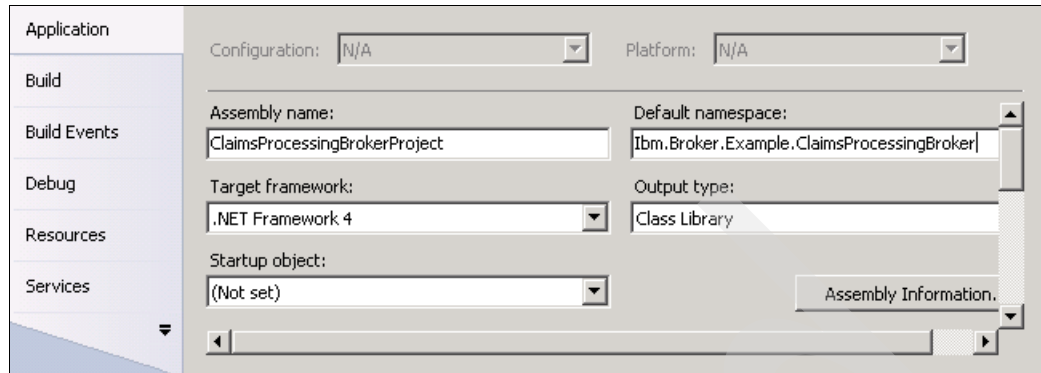 Application
Build
Build Events
Debug
Resources
Services
Configuration: N/A Platform: N/A
Assembly name: Default namespace:
ClaimsProcessingBrokerProject Ibm.Broker.Example.ClaimsProcessingBroker
Target framework: Output type:
.NET Framework 4 Class Library
Startup object:
(Not set) Assembly Information.